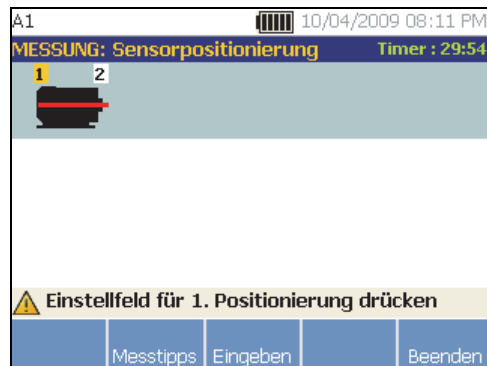 A1 10/04/2009 08:11 PM
MESSUNG: Sensorpositionierung Timer : 29:54
1 2
Einstellfeld für 1. Positionierung drücken
Messtipps Eingeben Beenden